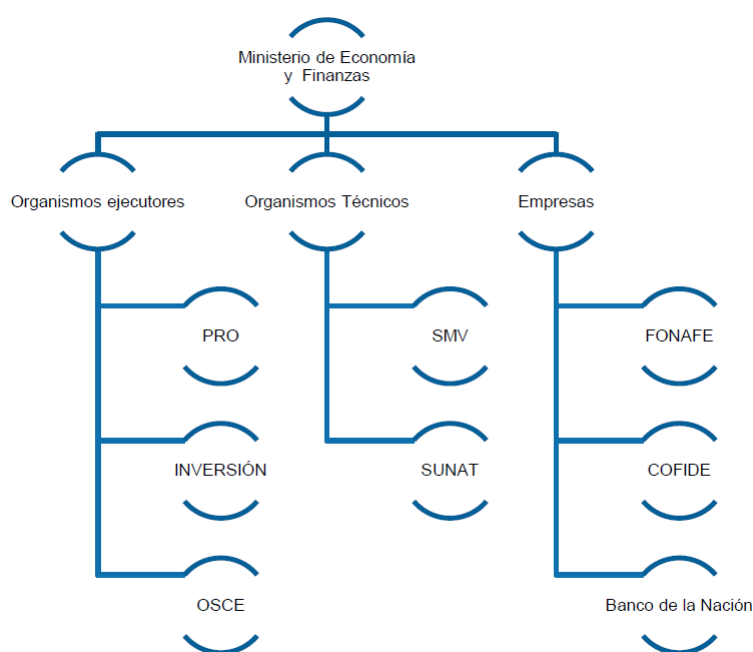 Ministerio de Economía
y Finanzas
Organismos ejecutores
Organismos Técnicos
Empresas
PRO
SMV
FONAFE
INVERSIÓN
SUNAT
COFIDE
OSCE
Banco de la Nación